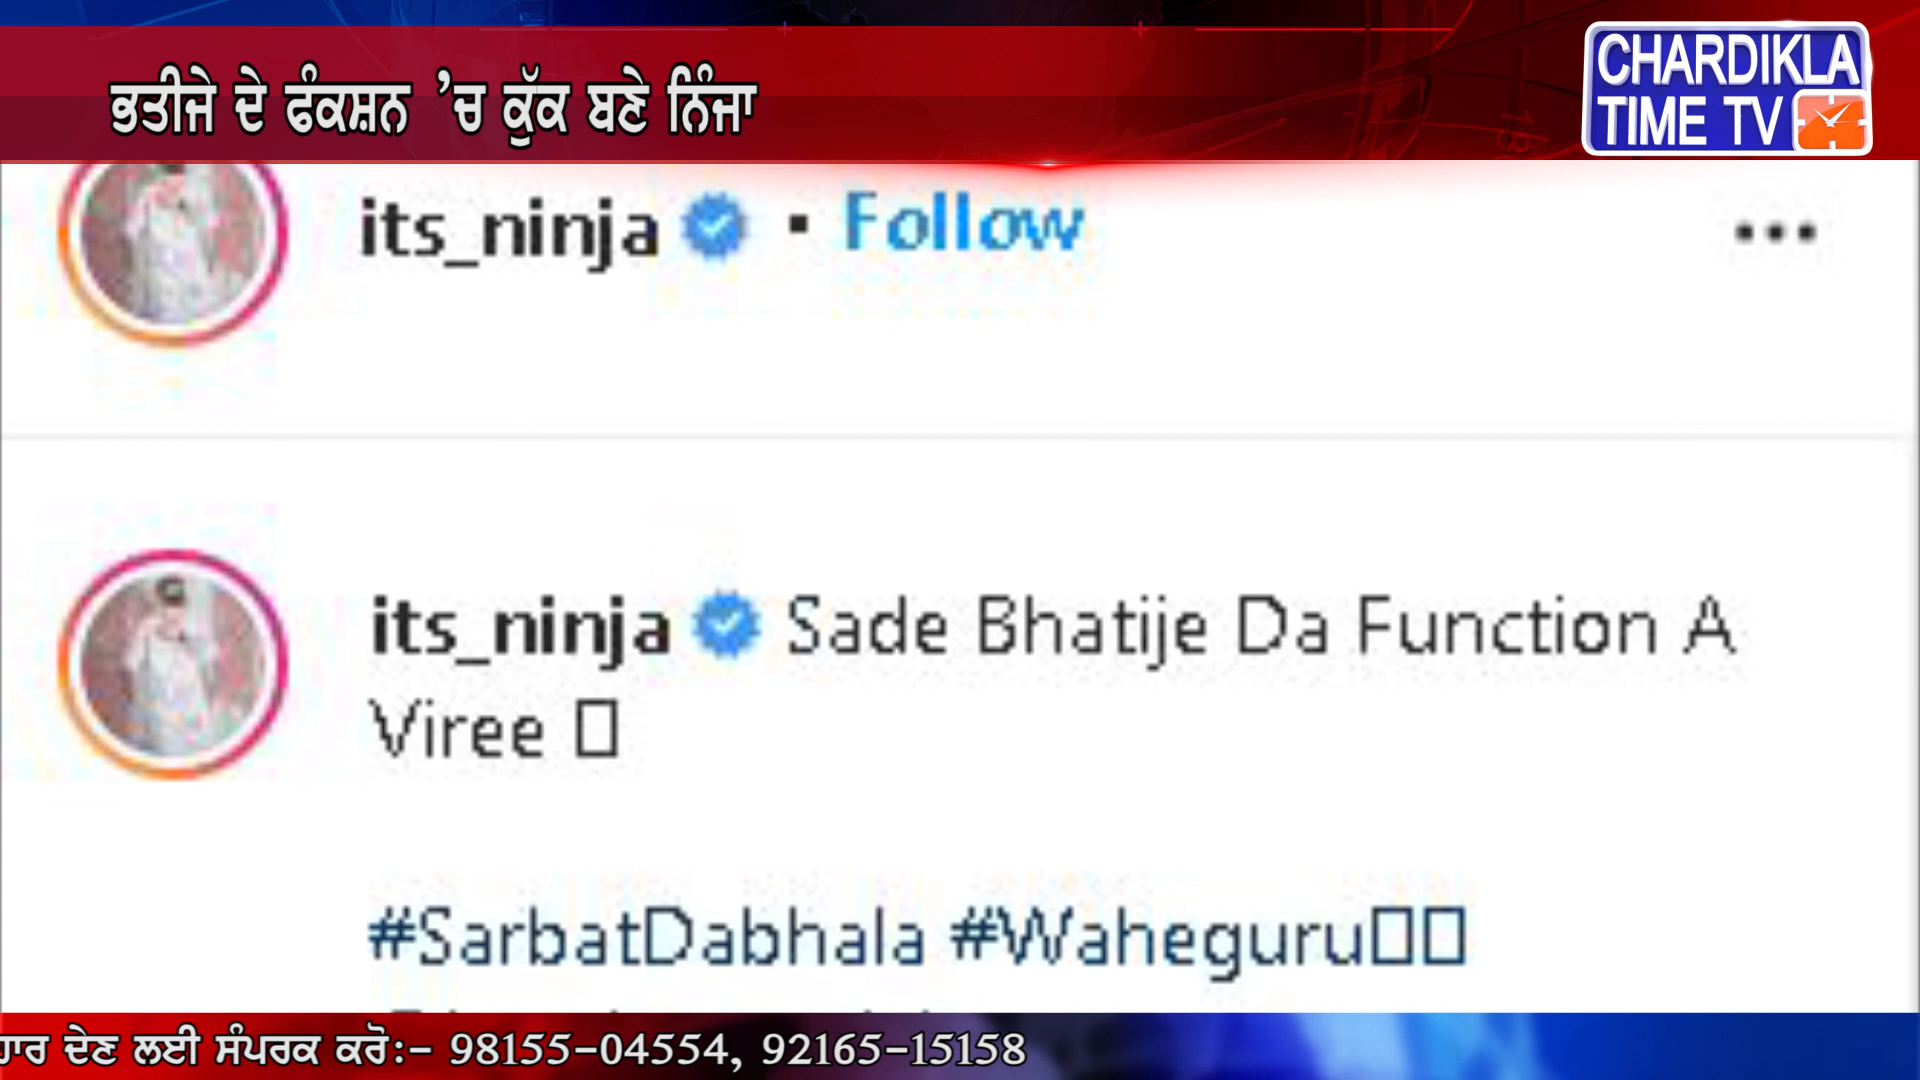 ਭਤੀਜੇ ਦੇ ਫੰਕਸ਼ਨ ’ਚ ਕੁੱਕ ਬਣੇ ਨਿੰਜਾ
CHARDIKLA
TIME TV
its_ninja • Follow
its_ninja Sade Bhatije Da Function A
Viree
#SarbatDabhala #Waheguru
ਦੇਣ ਲਈ ਸੰਪਰਕ ਕਰੋ:- 98155-04554, 92165-15158